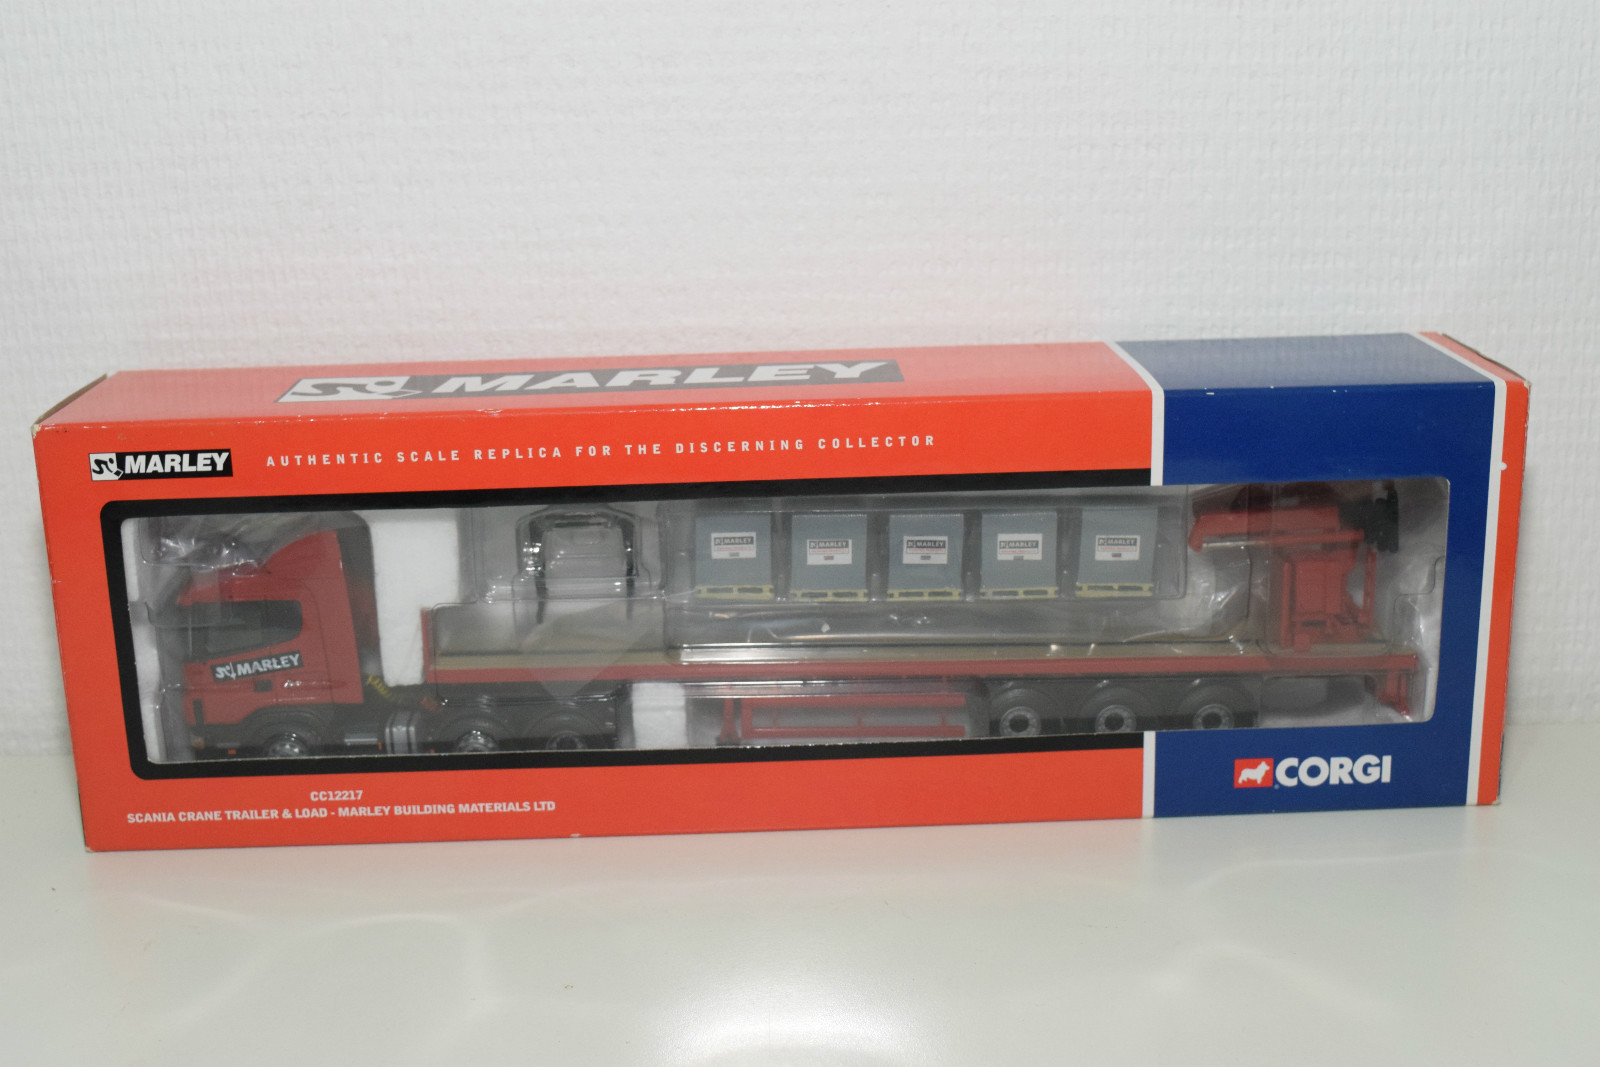 MARLEY
MARLEY
AUTHENTIC SCALE REPLICA FOR THE DISCERNING COLLECTOR
MARLEY
MARLEY
MARLEY
MARLEY
MARLEY
MARLEY
CC12217
SCANIA CRANE TRAILER & LOAD - MARLEY BUILDING MATERIALS LTD
CORGI